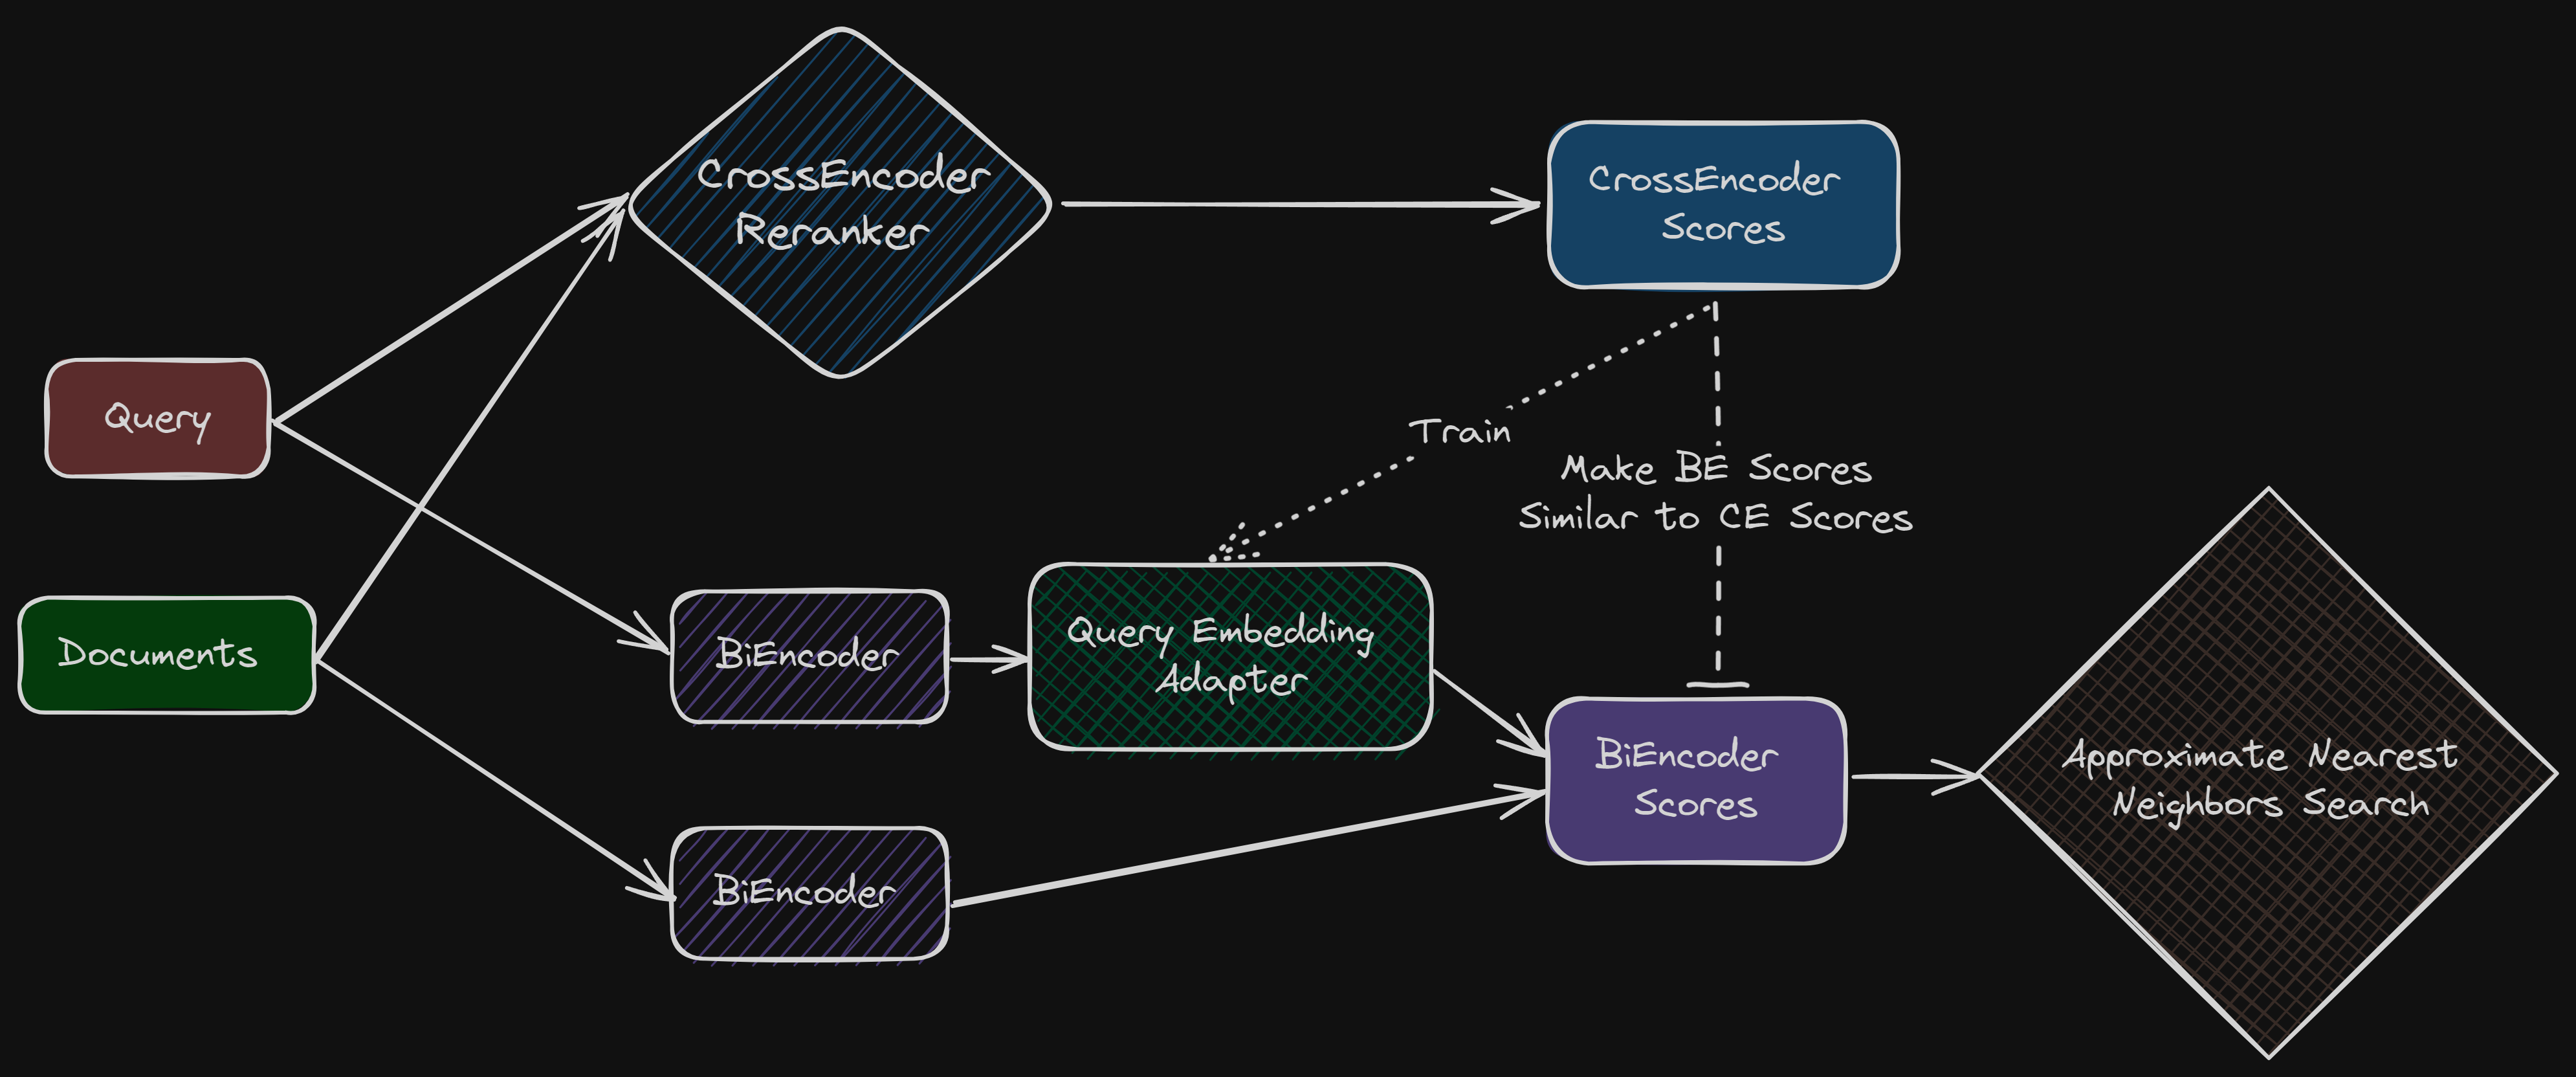 CrossEncoder
Reranker
CrossEncoder
Scores
Query
Train
Make BE Scores
Similar to CE Scores
Documents
BiEncoder
Query Embedding
Adapter
BiEncoder
Scores
Approximate Nearest
Neighbors Search
BiEncoder